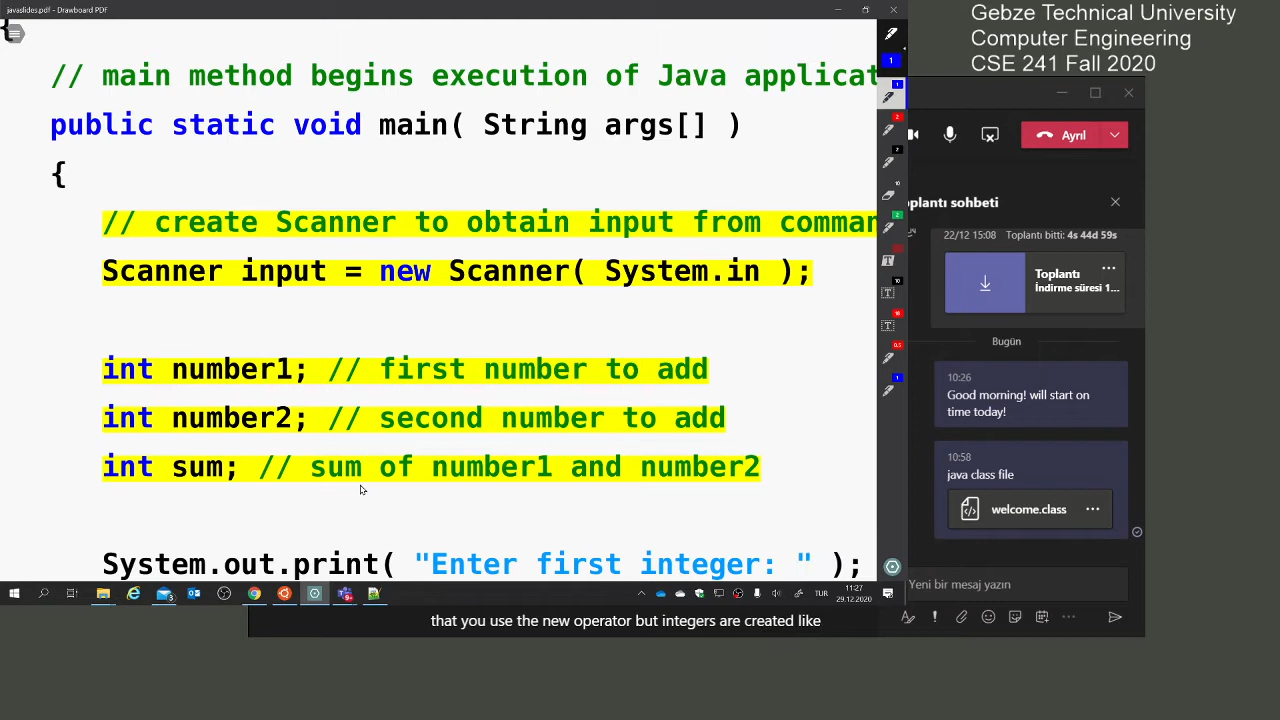 javaslides.pdf - Drawboard PDF
{
// main method begins execution of Java applicat
public static void main( String args[] )
{
// create Scanner to obtain input from comman
Scanner input = new Scanner( System.in );
int number1; // first number to add
int number2; // second number to add
int sum; // sum of number1 and number2
System.out.print( "Enter first integer: " );
Gebze Technical University
Computer Engineering
CSE 241 Fall 2020
Ayrıl
oplantı sohbeti
22/12 15:08 Toplantı bitti: 4s 44d 59s
Toplantı
İndirme süresi 1...
Bugün
10:26
Good morning! will start on
time today!
10:58
java class file
welcome.class
Yeni bir mesaj yazın
TUR
11:27
29.12.2020
that you use the new operator but integers are created like